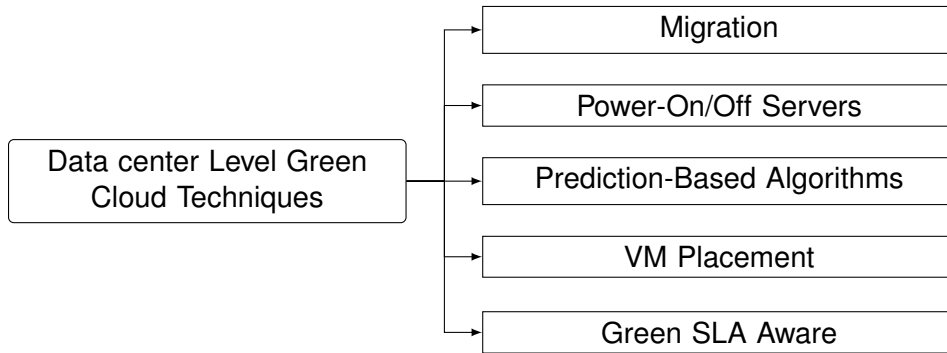 Data center Level Green
Cloud Techniques
Migration
Power-On/Off Servers
Prediction-Based Algorithms
VM Placement
Green SLA Aware